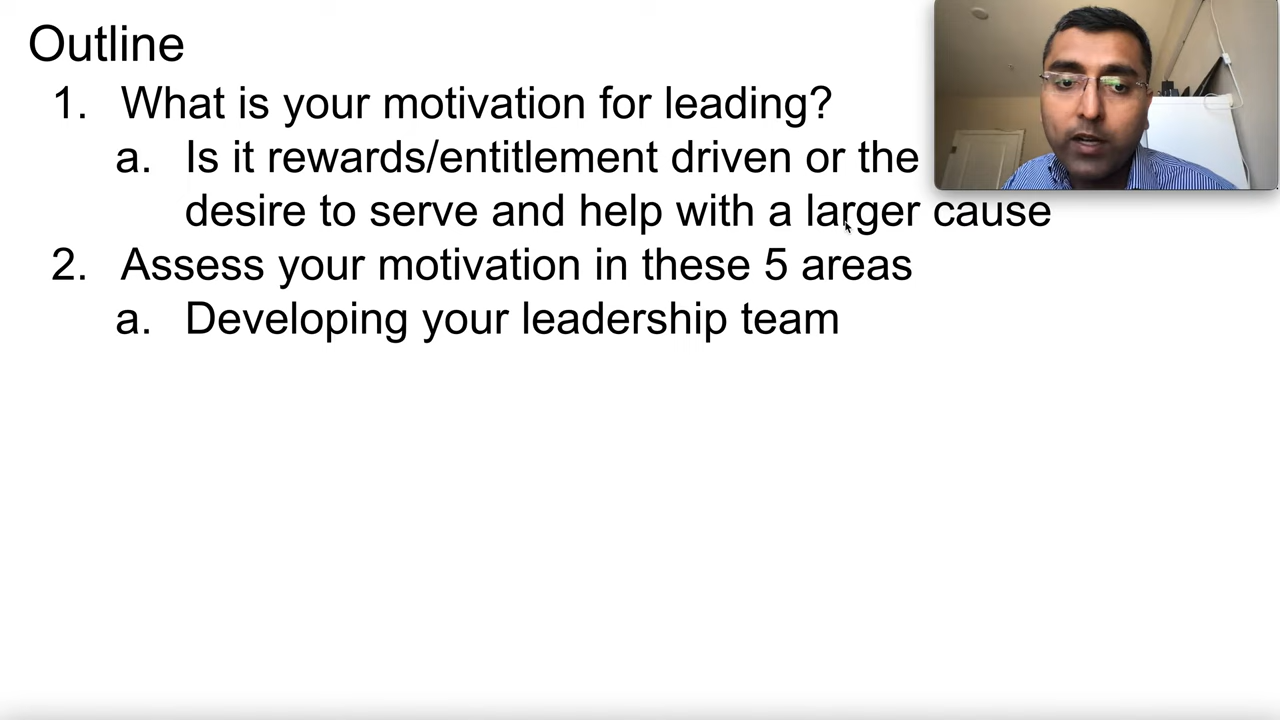 Outline
1. What is your motivation for leading?
a. Is it rewards/entitlement driven or the
desire to serve and help with a larger cause
2. Assess your motivation in these 5 areas
a. Developing your leadership team